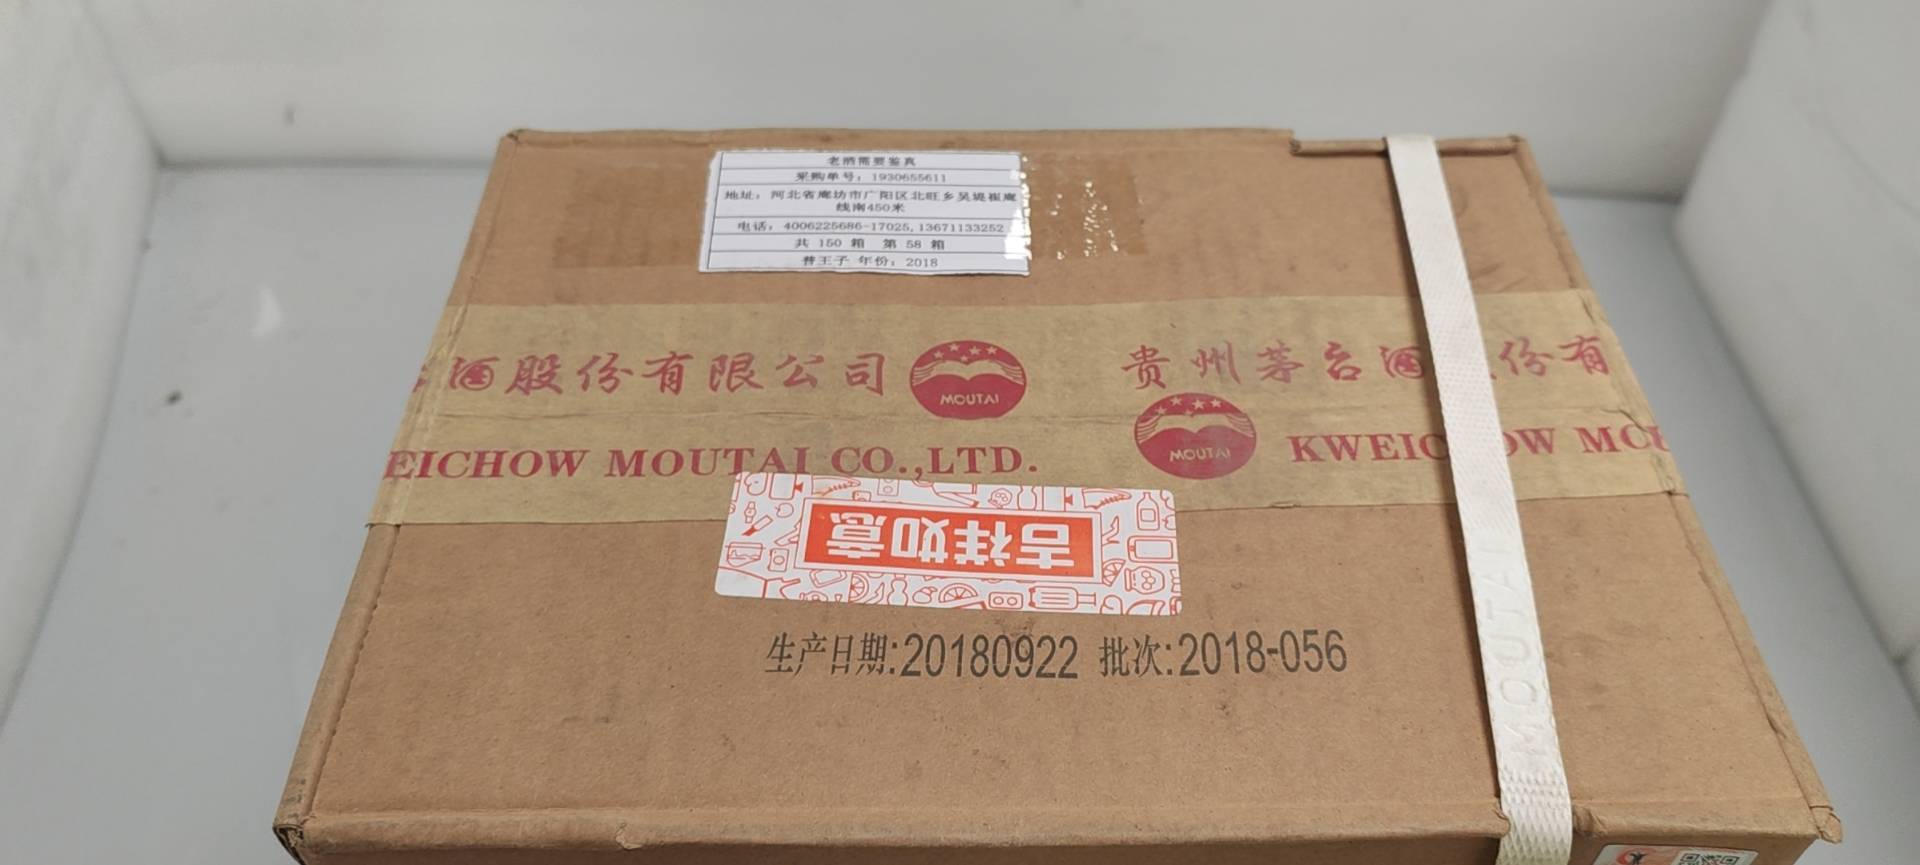 老酒需要鉴真
采购单号：1930655611
地址：河北省廊坊市广阳区北旺乡吴堤崔庵
线南450米
电话：4006225686-17025,13671133252
共 150 箱 第 58 箱
普王子 年份：2018
酒股份有限公司 MOUTAI 贵州茅台酒 份有
EICHOW MOUTAI CO.,LTD. MOUTAI KWEIC OW MO
吉祥如意
生产日期:20180922 批次:2018-056
MOUTAI